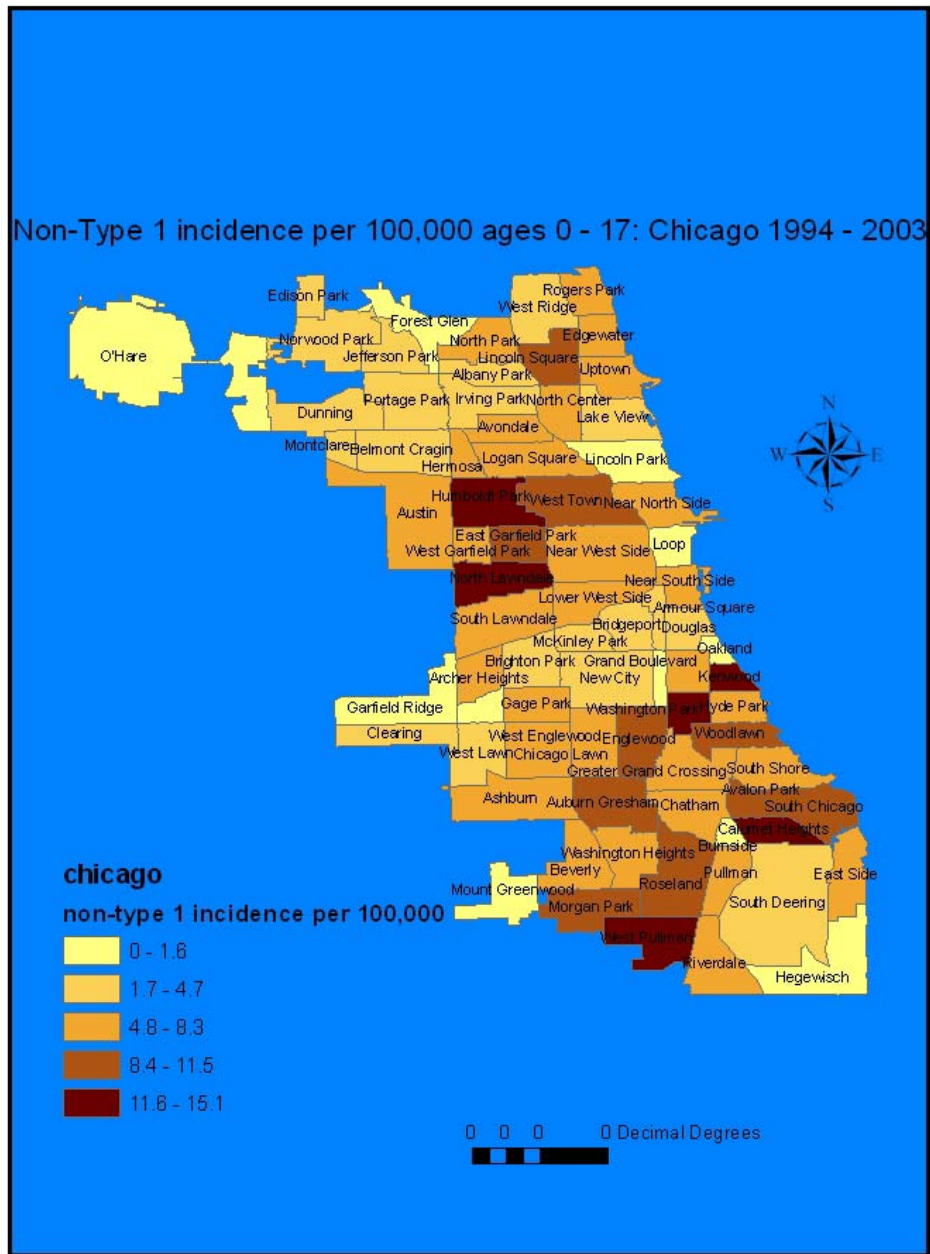 Non-Type 1 incidence per 100,000 ages 0 - 17: Chicago 1994 - 2003
Edison Park
Rogers Park
West Ridge
Forest Glen
Norwood Park
North Park
Edgewater
O'Hare
Jefferson Park
Lincoln Square
Uptown
Albany Park
Portage Park
Irving Park
North Center
Dunning
Lake View
Avondale
Montclare
Belmont Cragin
Logan Square
Lincoln Park
Hermosa
N
W
E
S
Humboldt Park
West Town
Near North Side
Austin
East Garfield Park
Loop
West Garfield Park
Near West Side
North Lawndale
Near South Side
Lower West Side
Armour Square
South Lawndale
Bridgeport
Douglas
McKinley Park
Oakland
Brighton Park
Grand Boulevard
Archer Heights
New City
Kenwood
Garfield Ridge
Gage Park
Washington Park
Hyde Park
Clearing
West Englewood
Englewood
Woodlawn
West Lawn
Chicago Lawn
Greater Grand Crossing
South Shore
Avalon Park
Ashburn
Auburn Gresham
Chatham
South Chicago
Calumet Heights
Washington Heights
Burnside
Beverly
Pullman
East Side
Mount Greenwood
Roseland
Morgan Park
South Deering
West Pullman
Riverdale
Hegewisch
chicago
non-type 1 incidence per 100,000
0 - 1.6
1.7 - 4.7
4.8 - 8.3
8.4 - 11.5
11.6 - 15.1
0 0 0 0 Decimal Degrees